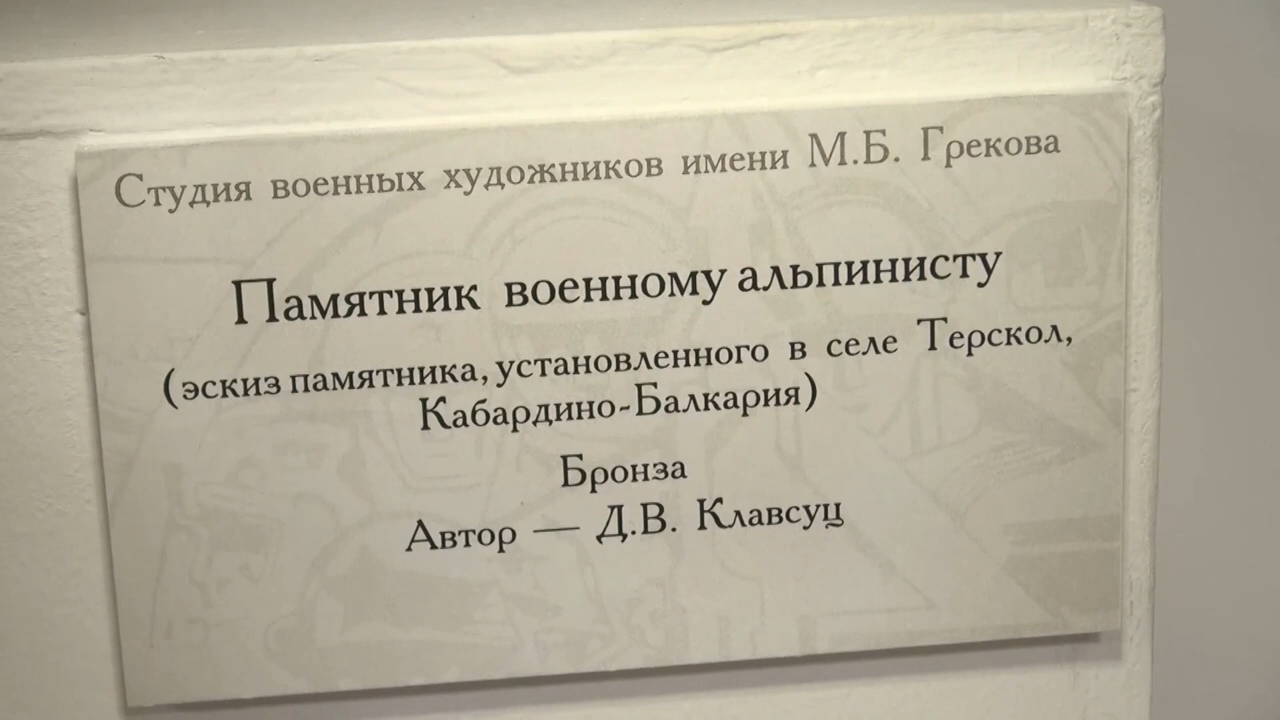 Студия военных художников имени М.Б. Грекова
Памятник военному альпинисту
(эскиз памятника, установленного в селе Терскол,
Кабардино-Балкария)
Бронза
Автор — Д.В. Клавсуц